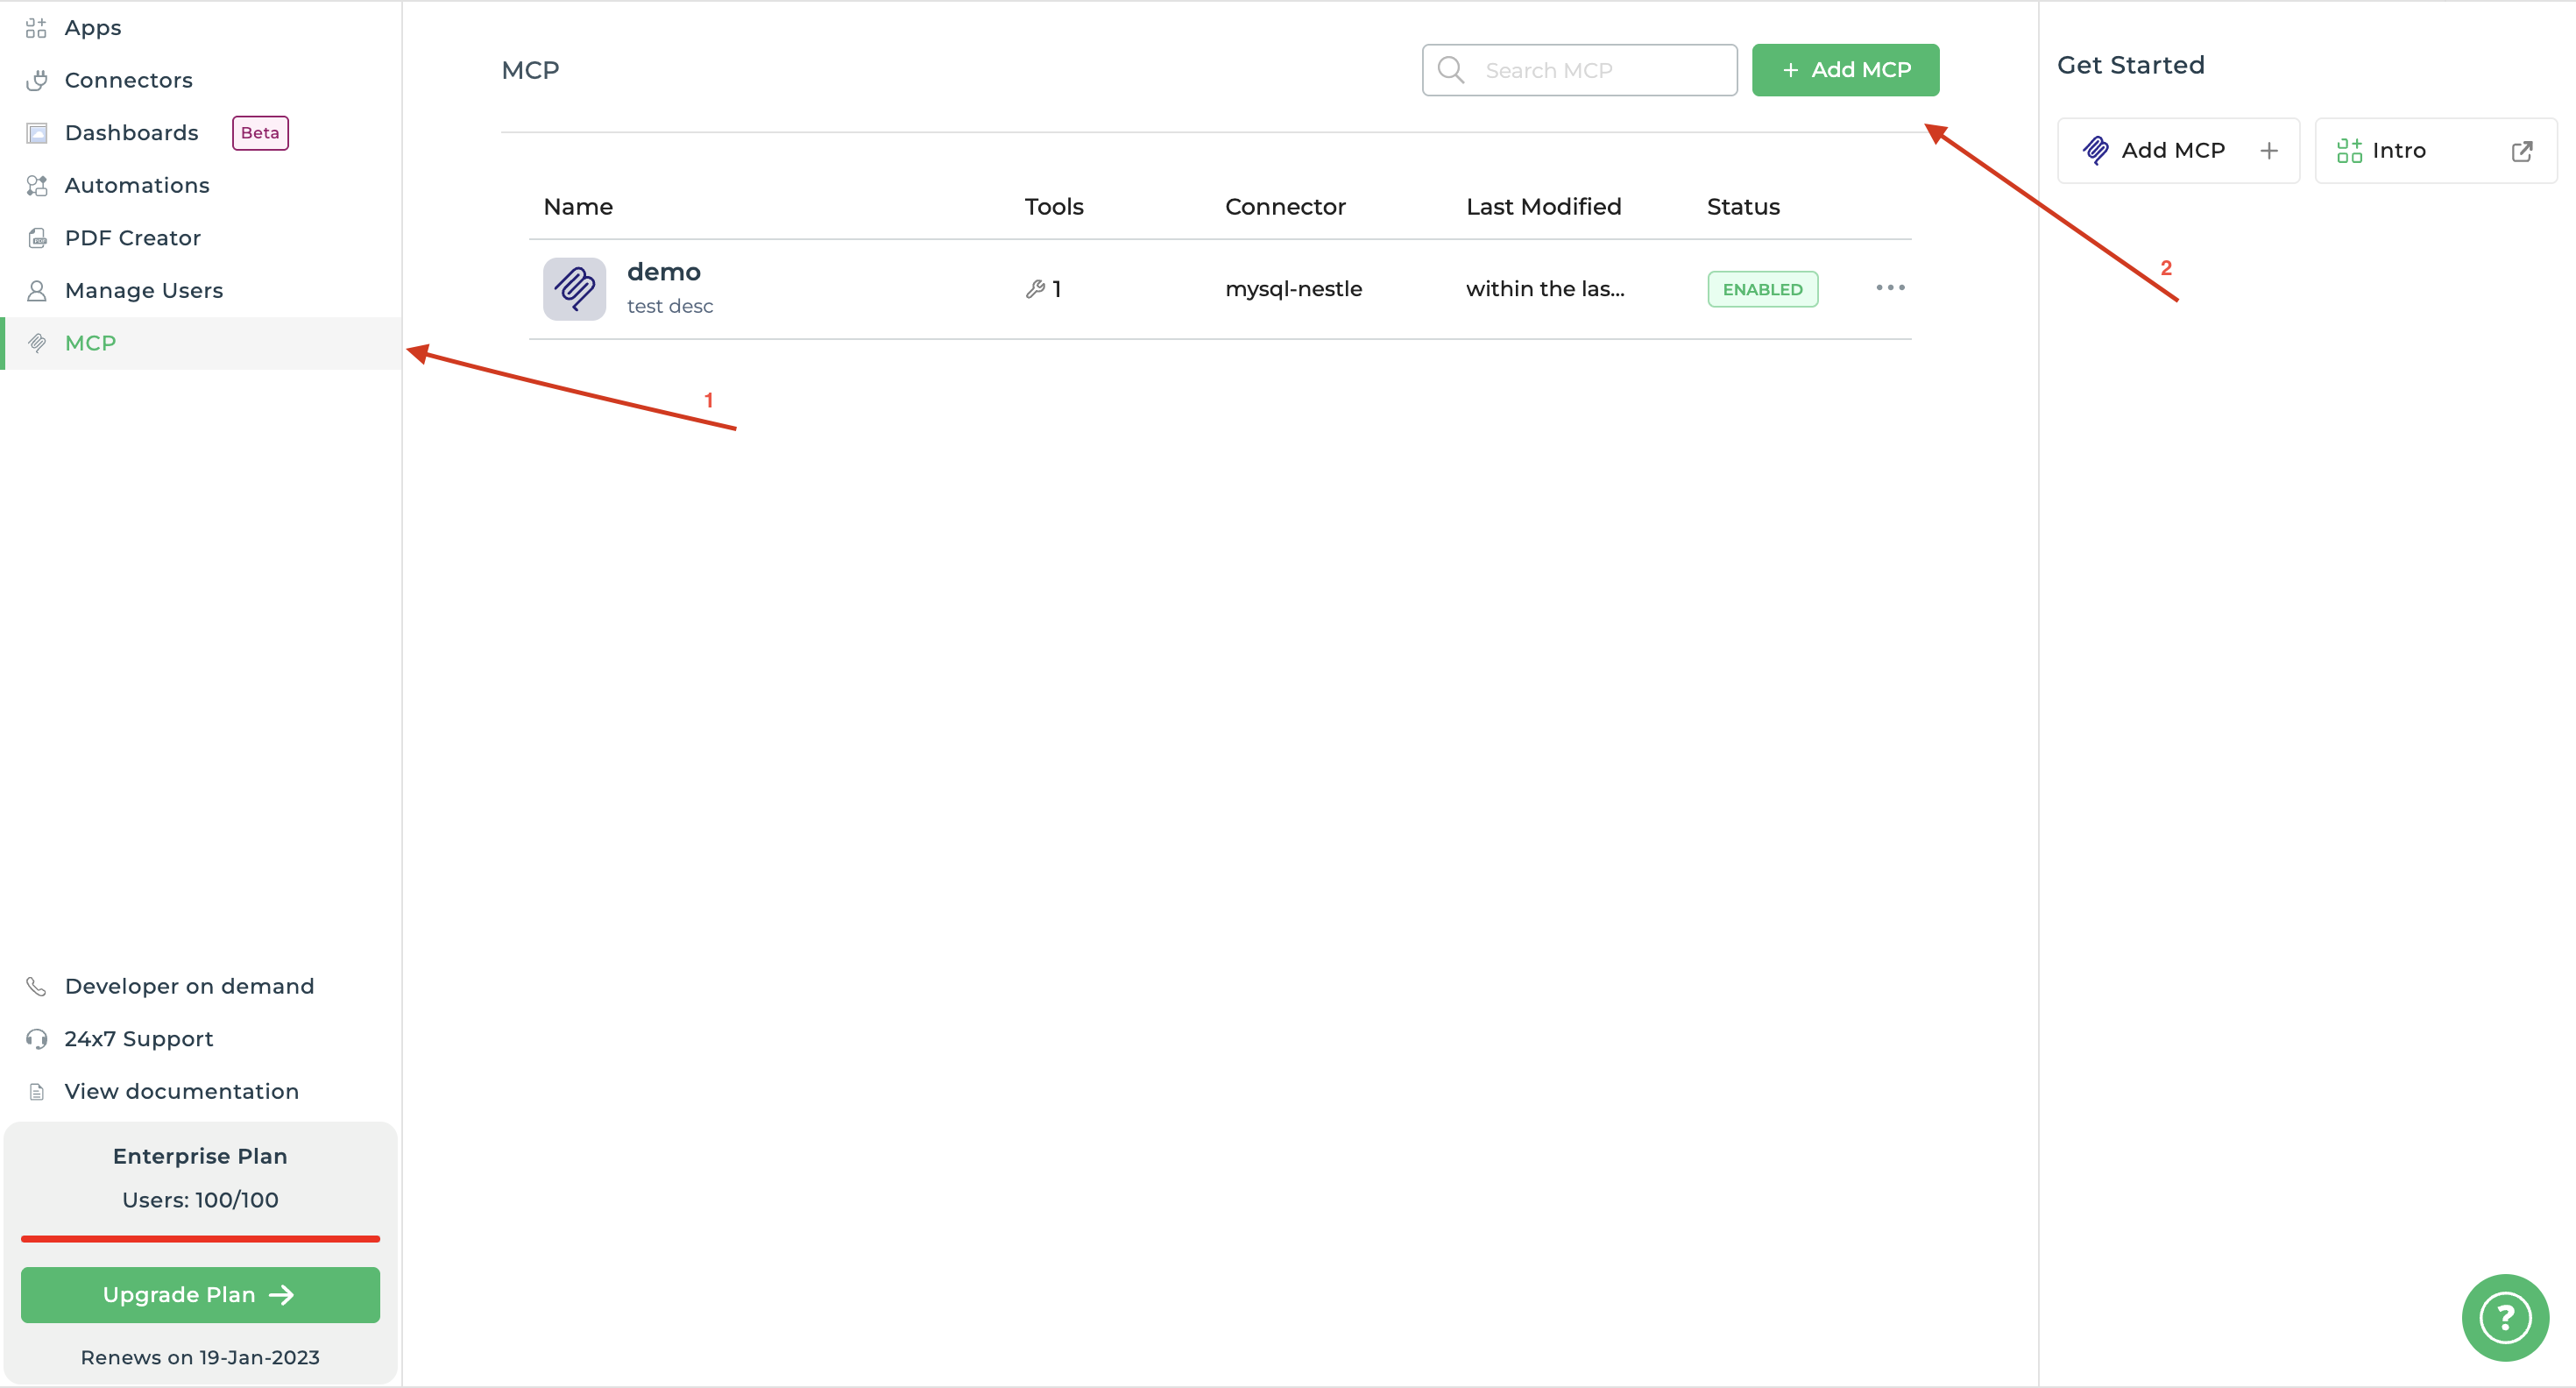 Apps
Connectors
Dashboards Beta
Automations
PDF Creator
Manage Users
MCP
Developer on demand
24x7 Support
View documentation
Enterprise Plan
Users: 100/100
Upgrade Plan
Renews on 19-Jan-2023
MCP
Search MCP
+ Add MCP
Name Tools Connector Last Modified Status
demo
test desc
1 mysql-nestle within the las... ENABLED ...
1
2
Get Started
Add MCP +
Intro
?